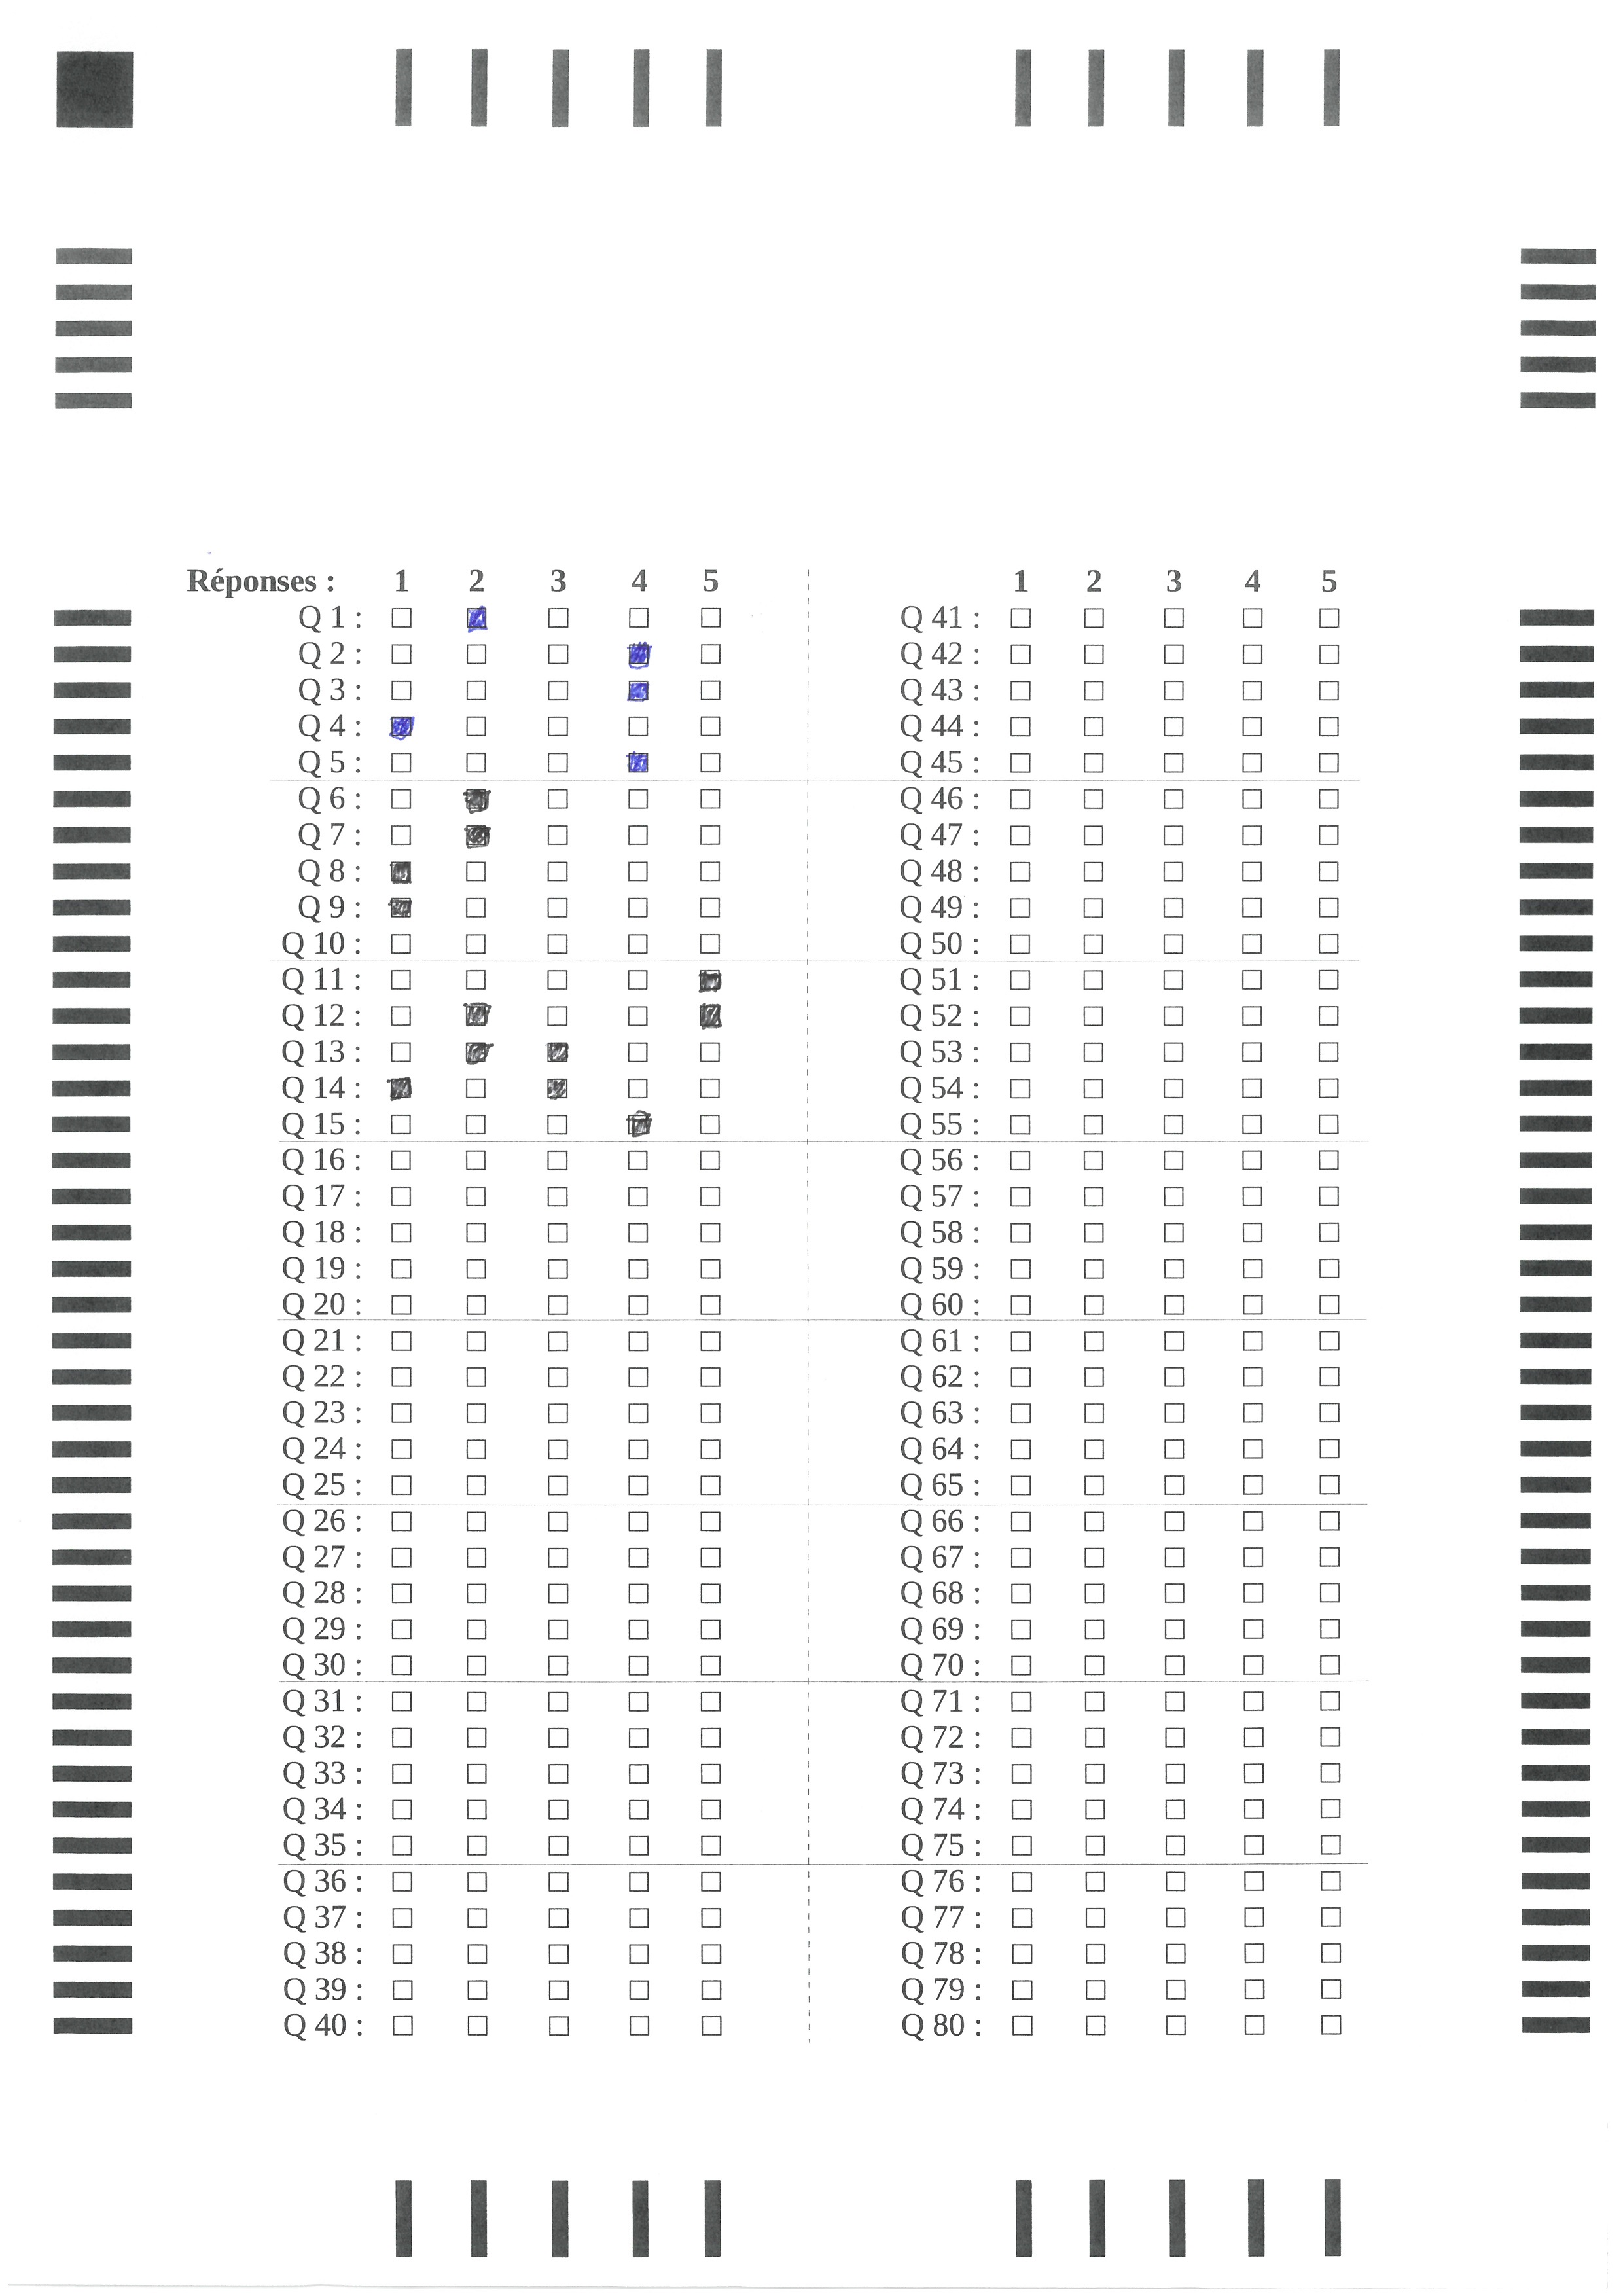 Réponses : 1 2 3 4 5
Q 1 :
Q 2 :
Q 3 :
Q 4 :
Q 5 :
Q 6 :
Q 7 :
Q 8 :
Q 9 :
Q 10 :
Q 11 :
Q 12 :
Q 13 :
Q 14 :
Q 15 :
Q 16 :
Q 17 :
Q 18 :
Q 19 :
Q 20 :
Q 21 :
Q 22 :
Q 23 :
Q 24 :
Q 25 :
Q 26 :
Q 27 :
Q 28 :
Q 29 :
Q 30 :
Q 31 :
Q 32 :
Q 33 :
Q 34 :
Q 35 :
Q 36 :
Q 37 :
Q 38 :
Q 39 :
Q 40 :
1 2 3 4 5
Q 41 :
Q 42 :
Q 43 :
Q 44 :
Q 45 :
Q 46 :
Q 47 :
Q 48 :
Q 49 :
Q 50 :
Q 51 :
Q 52 :
Q 53 :
Q 54 :
Q 55 :
Q 56 :
Q 57 :
Q 58 :
Q 59 :
Q 60 :
Q 61 :
Q 62 :
Q 63 :
Q 64 :
Q 65 :
Q 66 :
Q 67 :
Q 68 :
Q 69 :
Q 70 :
Q 71 :
Q 72 :
Q 73 :
Q 74 :
Q 75 :
Q 76 :
Q 77 :
Q 78 :
Q 79 :
Q 80 :